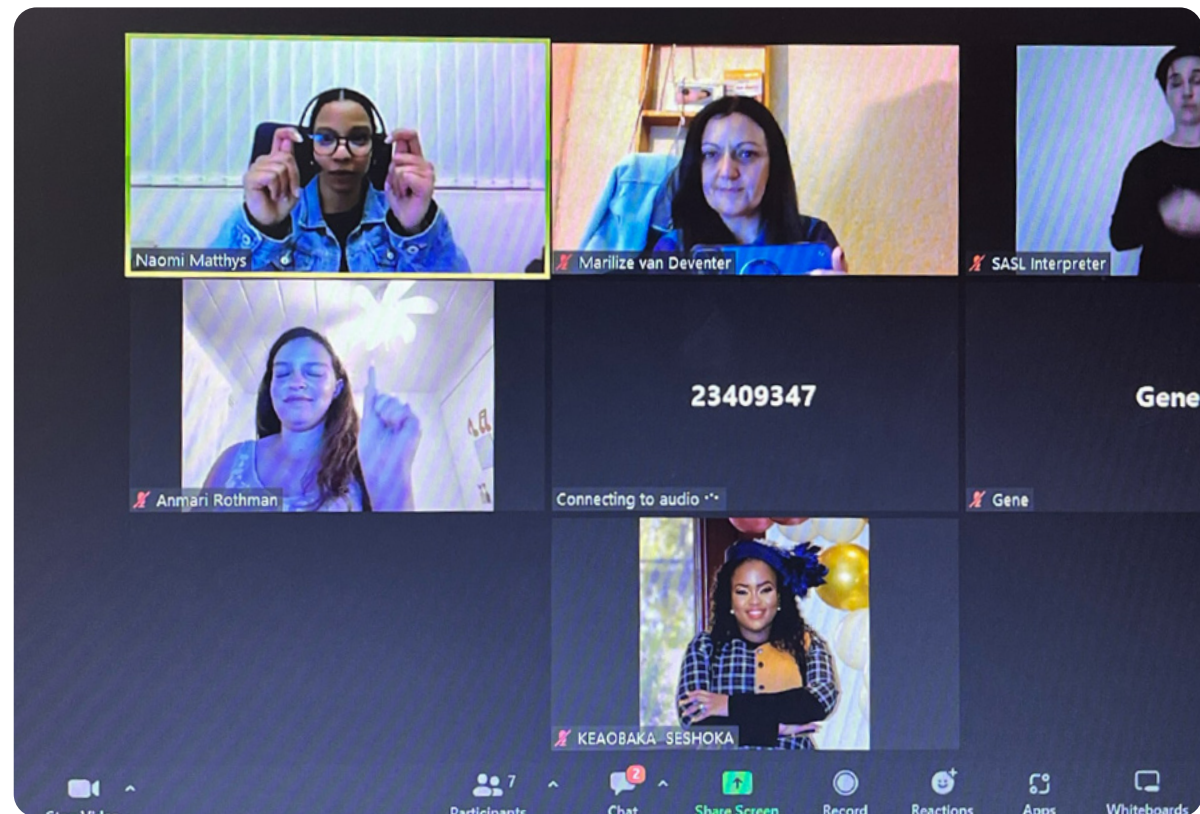 Naomi Matthys
Marilize van Deventer
SASL Interpreter
Anmari Rothman
23409347
Connecting to audio
Gene
Gene
KEAOBAKA SESHOKA
7
2
Participants
Chat
Share Screen
Record
Reactions
Apps
Whiteboards